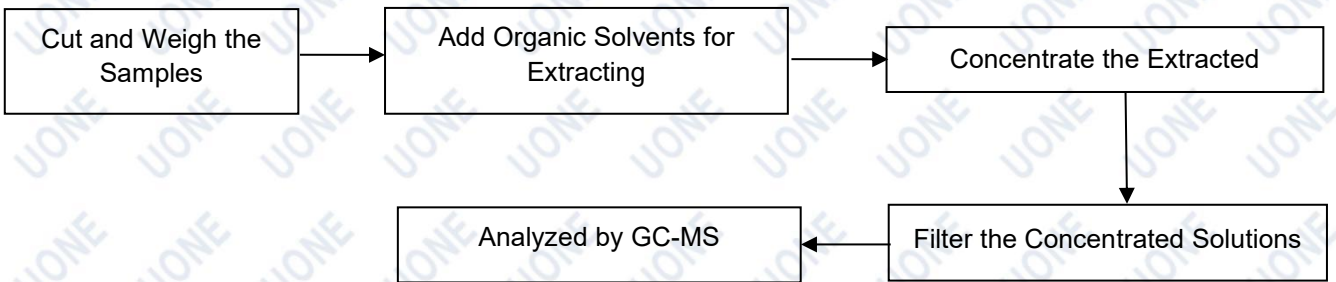 Cut and Weigh the
Samples
Add Organic Solvents for
Extracting
Concentrate the Extracted
Filter the Concentrated Solutions
Analyzed by GC-MS
UONE